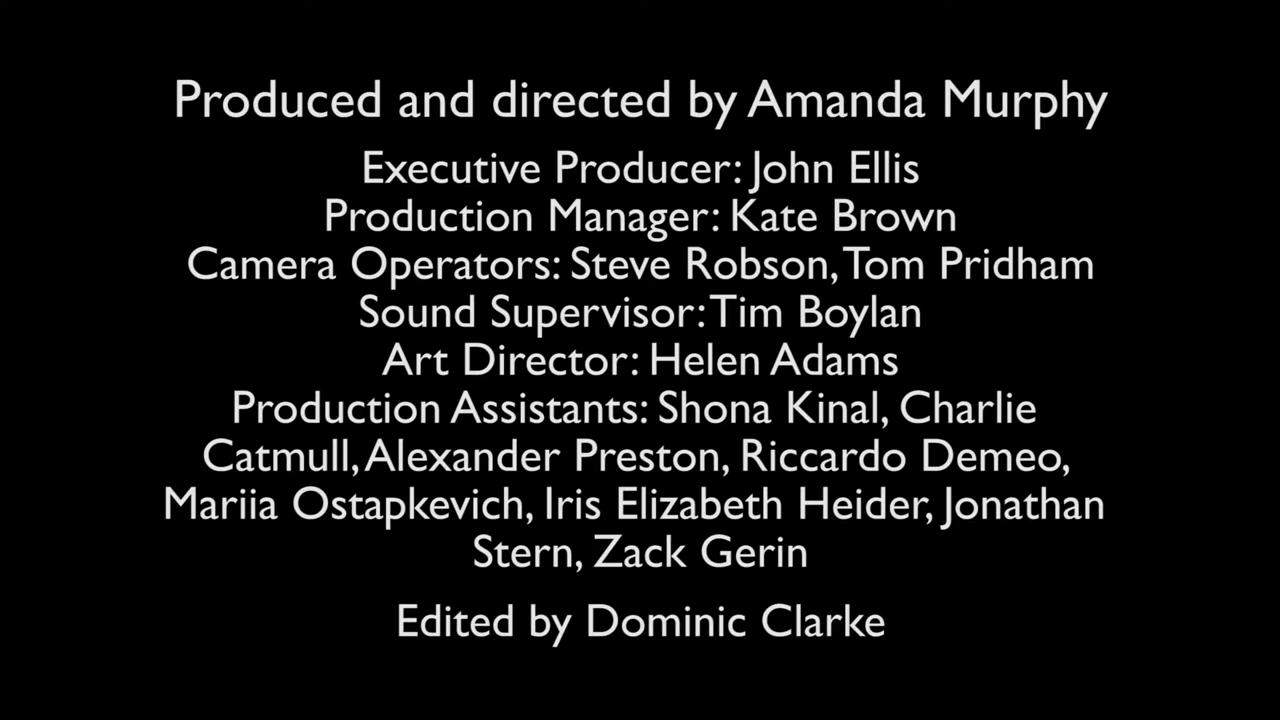 Produced and directed by Amanda Murphy
Executive Producer: John Ellis
Production Manager: Kate Brown
Camera Operators: Steve Robson, Tom Pridham
Sound Supervisor: Tim Boylan
Art Director: Helen Adams
Production Assistants: Shona Kinal, Charlie
Catmull, Alexander Preston, Riccardo Demeo,
Mariia Ostapkevich, Iris Elizabeth Heider, Jonathan
Stern, Zack Gerin
Edited by Dominic Clarke